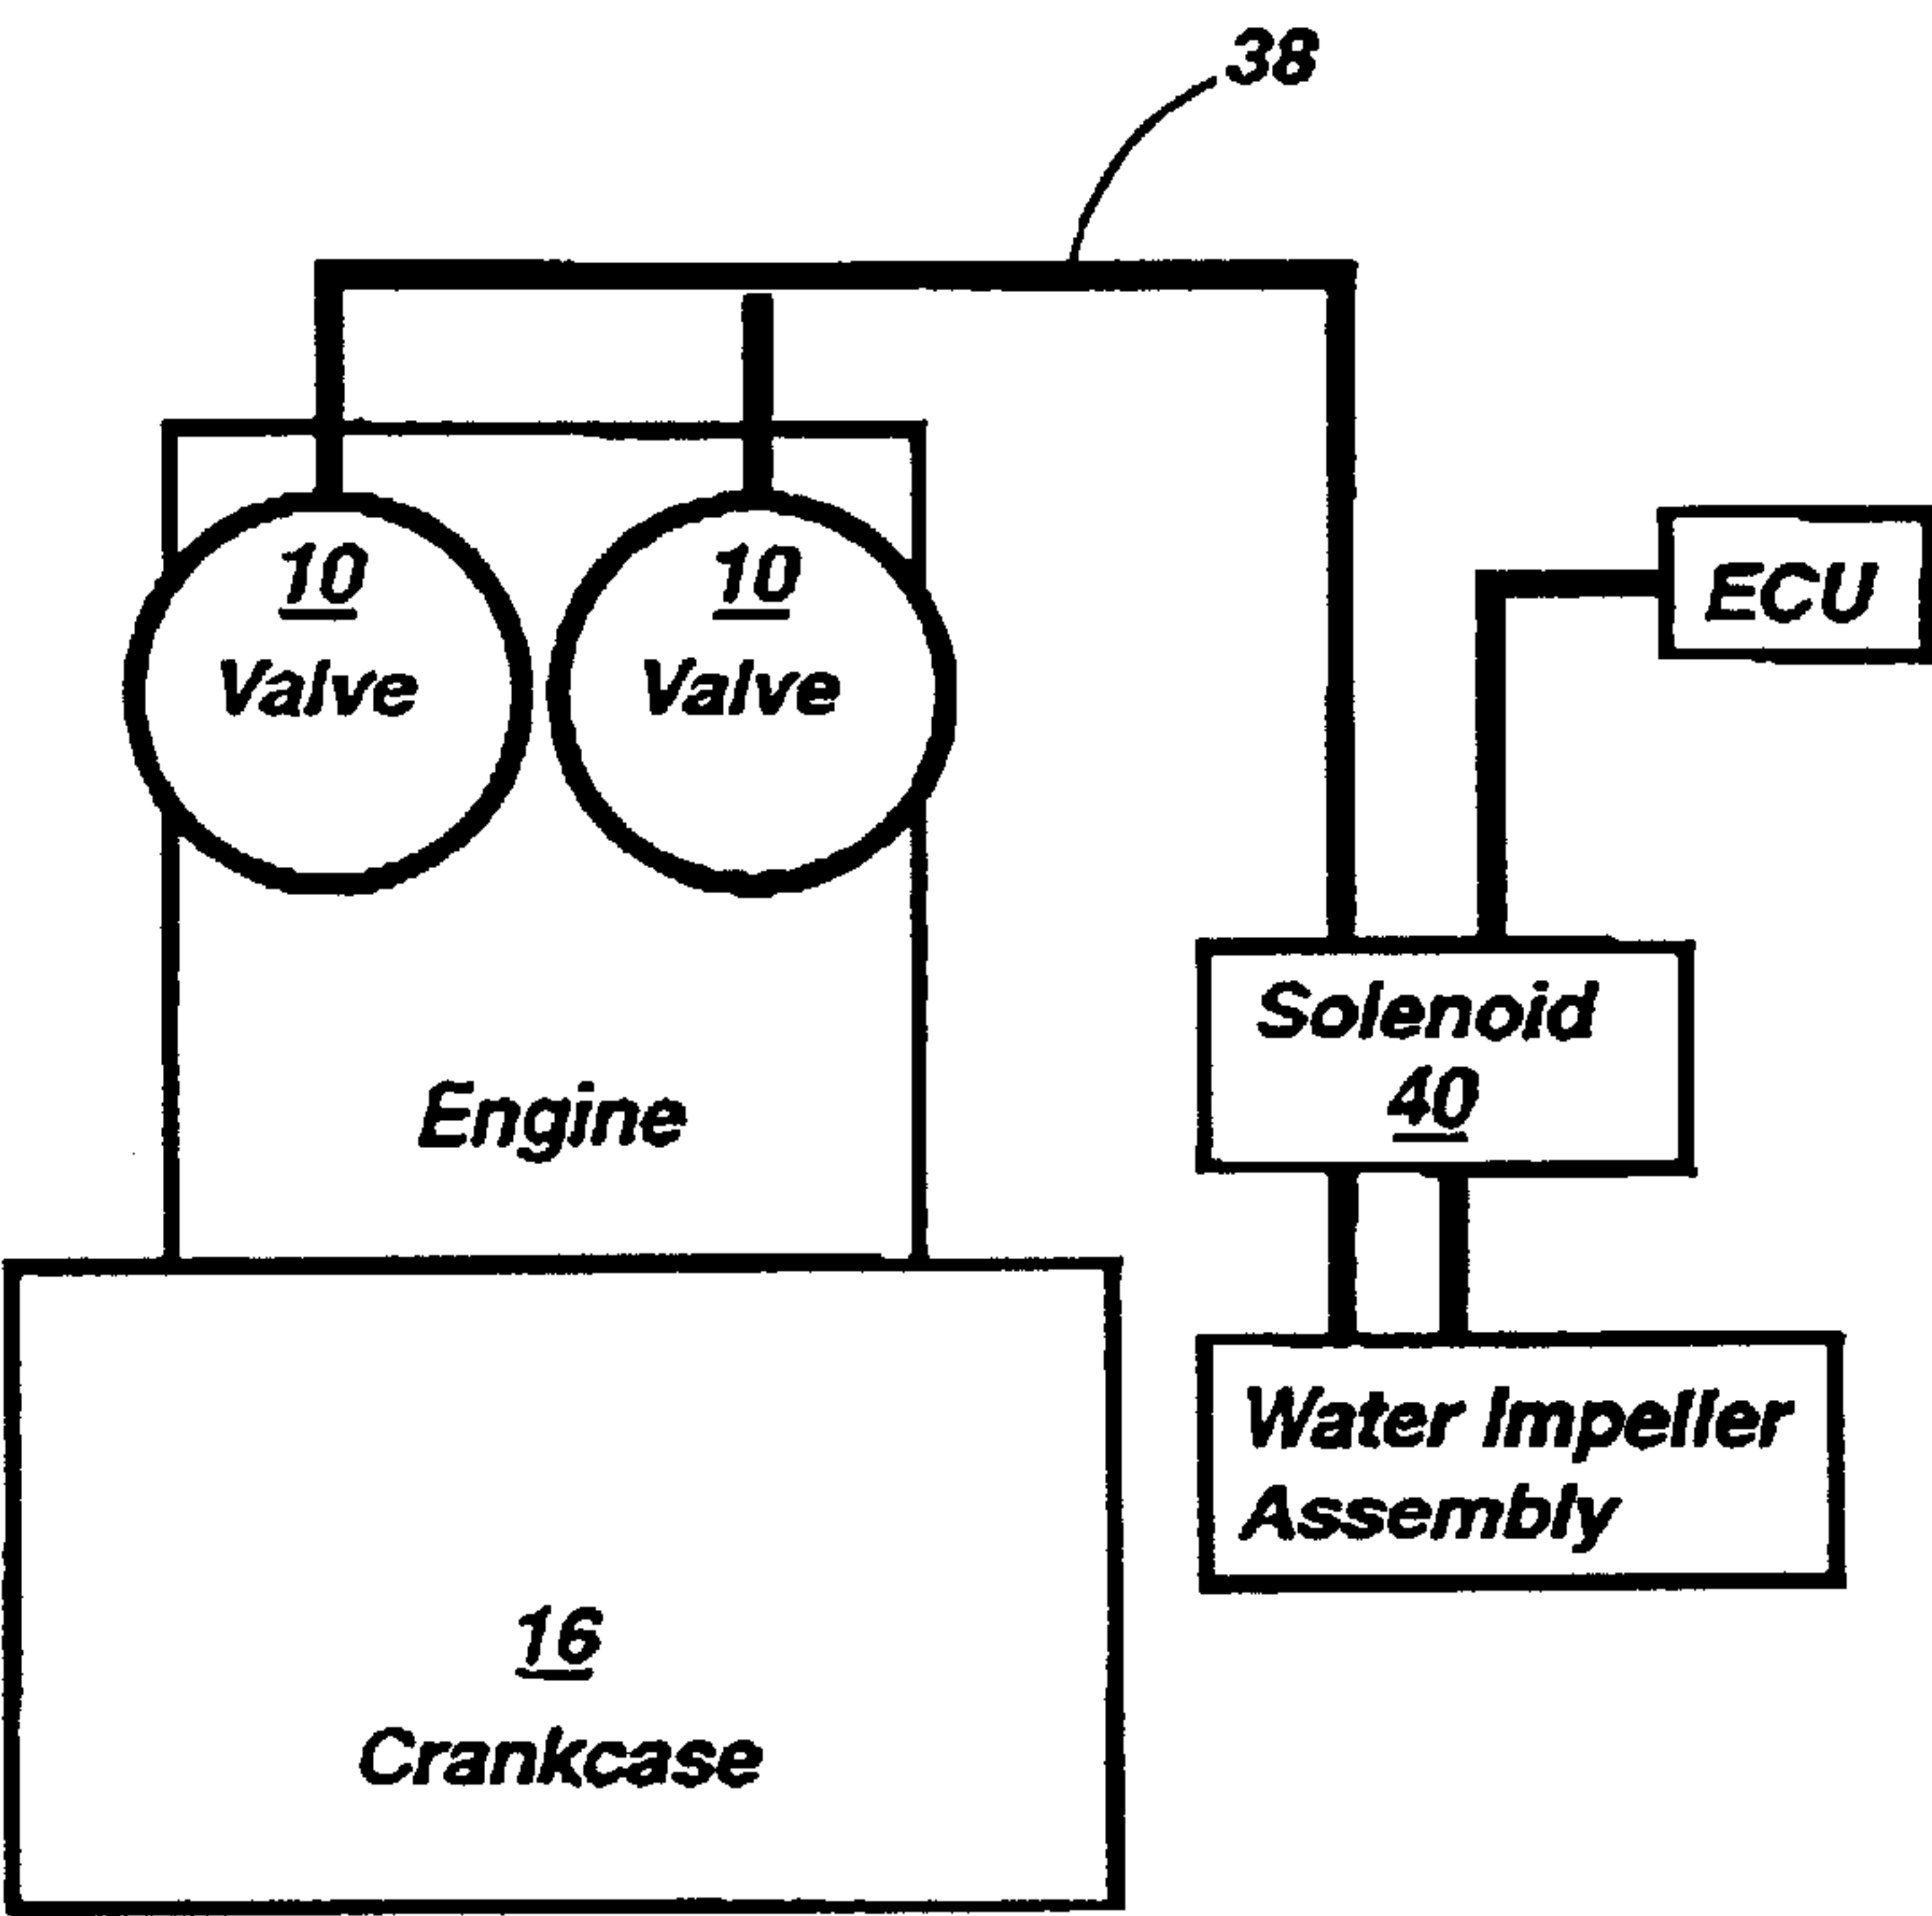 38
10
Valve
10
Valve
ECU
Solenoid
40
Engine
Water Impeller
Assembly
16
Crankcase